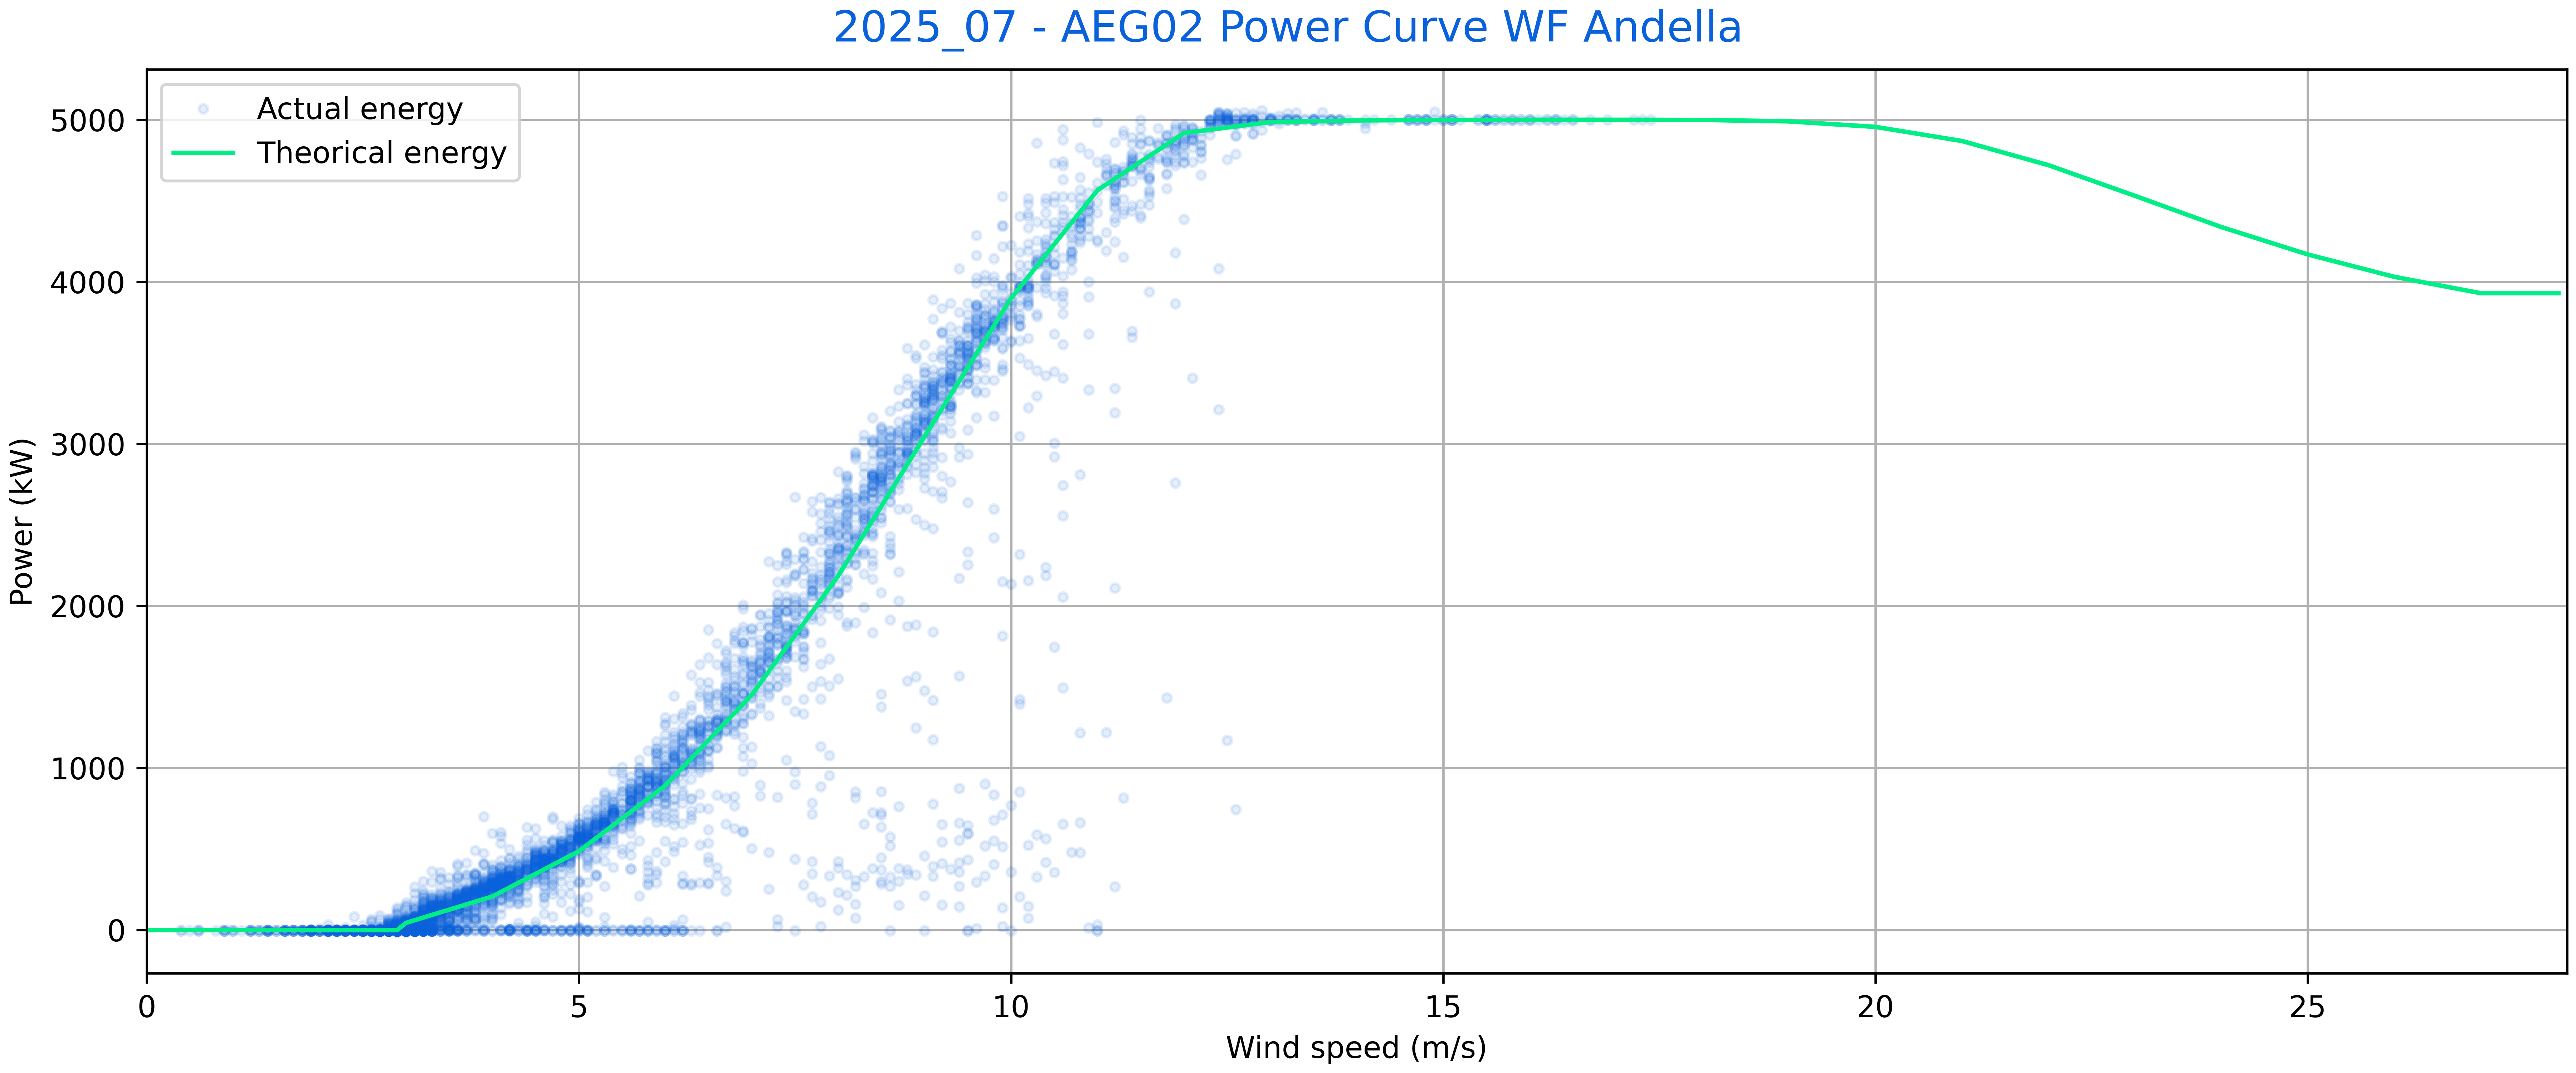 2025_07 - AEG02 Power Curve WF Andella
Actual energy
Theorical energy
Power (kW)
5000
4000
3000
2000
1000
0
0 5 10 15 20 25
Wind speed (m/s)